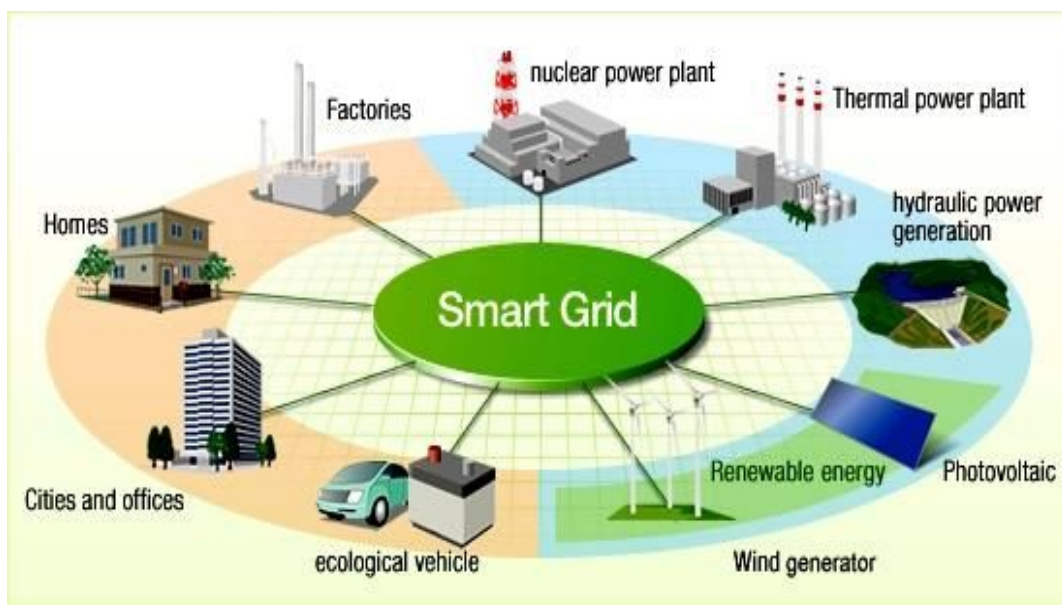 nuclear power plant
Thermal power plant
Factories
hydraulic power
generation
Homes
Smart Grid
Renewable energy
Photovoltaic
Cities and offices
ecological vehicle
Wind generator